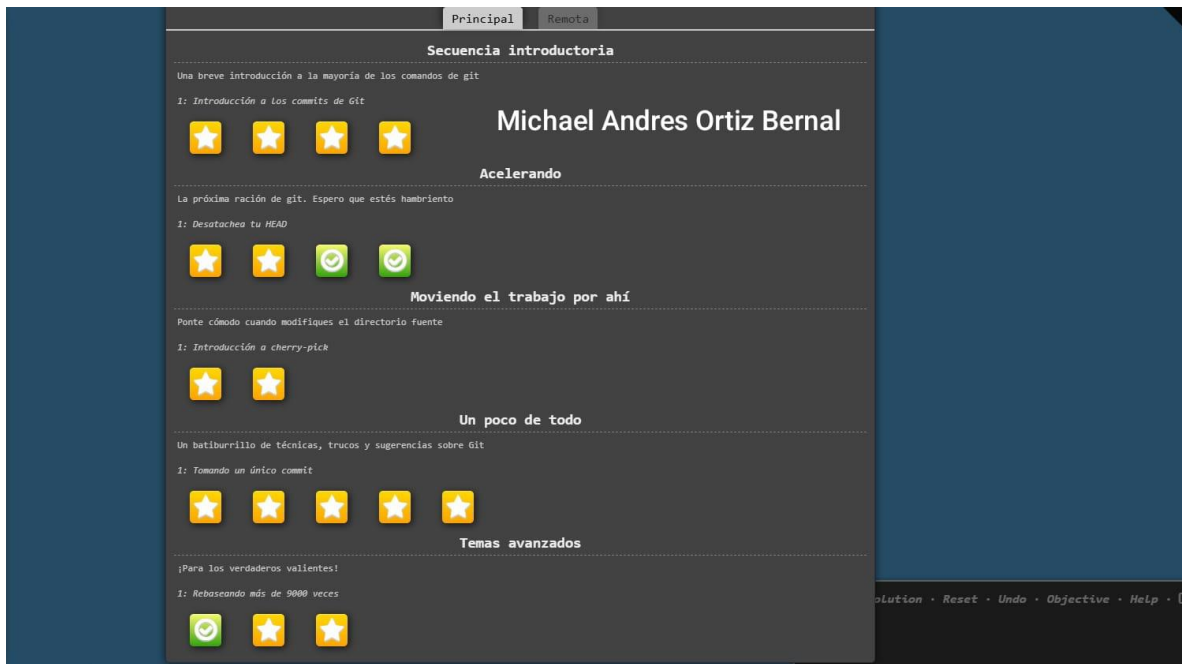 Principal Remota
Secuencia introductoria
Una breve introducción a la mayoría de los comandos de git
1: Introducción a los commits de Git
Michael Andres Ortiz Bernal
Acelerando
La próxima ración de git. Espero que estés hambriento
1: Desatachea tu HEAD
Moviendo el trabajo por ahí
Ponte cómodo cuando modifiques el directorio fuente
1: Introducción a cherry-pick
Un poco de todo
Un batiburrillo de técnicas, trucos y sugerencias sobre Git
1: Tomando un único commit
Temas avanzados
¡Para los verdaderos valientes!
1: Rebaseando más de 9000 veces
olution · Reset · Undo · Objective · Help ·